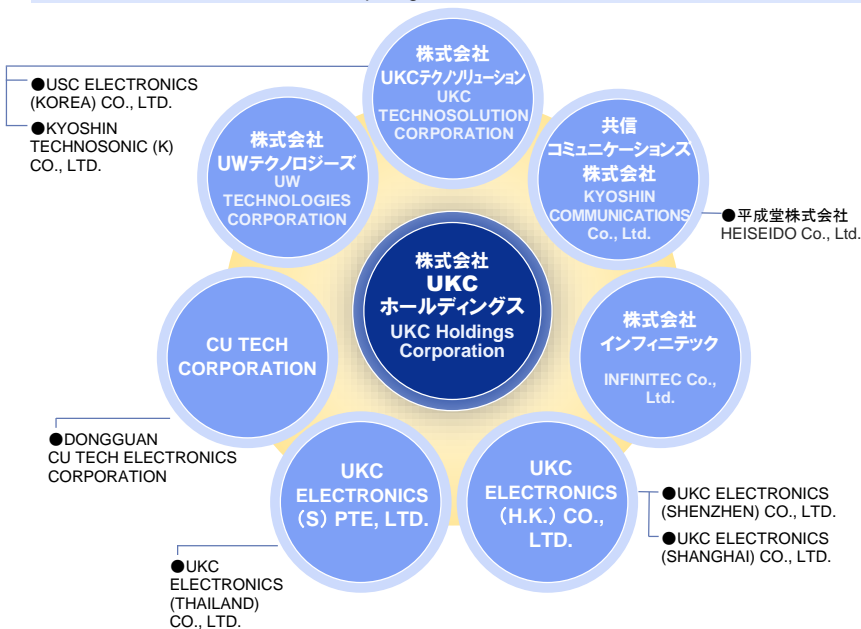 株式会社
UKCテクノソリューション
UKC
TECHNOSOLUTION
CORPORATION
●USC ELECTRONICS
(KOREA) CO., LTD.
●KYOSHIN
TECHNOSONIC (K)
CO., LTD.
株式会社
UWテクノロジーズ
UW
TECHNOLOGIES
CORPORATION
共信
コミュニケーションズ
株式会社
KYOSHIN
COMMUNICATIONS
Co., Ltd.
●平成堂株式会社
HEISEIDO Co., Ltd.
株式会社
UKC
ホールディングス
UKC Holdings
Corporation
CU TECH
CORPORATION
株式会社
インフィニテック
INFINITEC Co.,
Ltd.
●DONGGUAN
CU TECH ELECTRONICS
CORPORATION
UKC
ELECTRONICS
（S）PTE, LTD.
UKC
ELECTRONICS
（H.K.）CO.,
LTD.
●UKC ELECTRONICS
(SHENZHEN) CO., LTD.
●UKC ELECTRONICS
(SHANGHAI) CO., LTD.
●UKC
ELECTRONICS
(THAILAND)
CO., LTD.